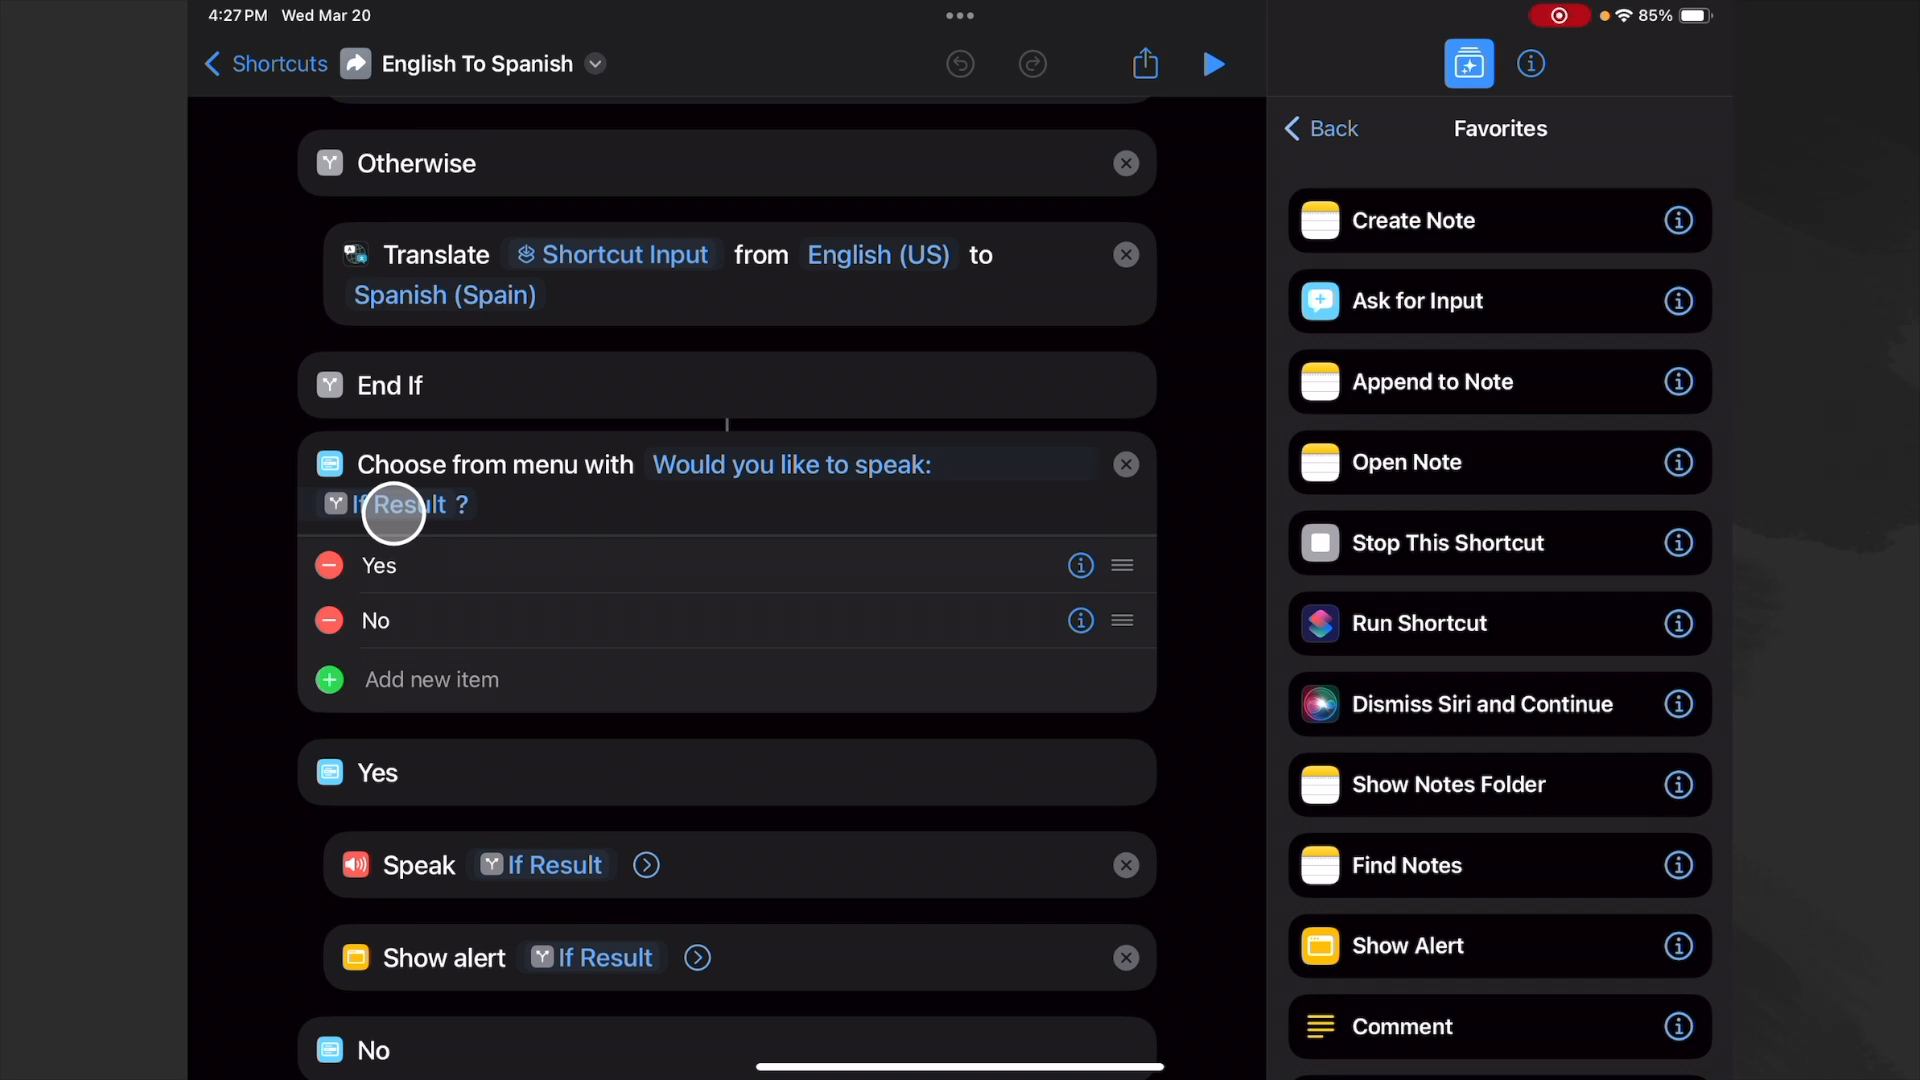 4:27 PM Wed Mar 20
85%
Shortcuts English To Spanish
Otherwise
Translate Shortcut Input from English (US) to
Spanish (Spain)
End If
Choose from menu with Would you like to speak:
If Result ?
Yes
No
Add new item
Yes
Speak If Result
Show alert If Result
No
Back Favorites
Create Note
Ask for Input
Append to Note
Open Note
Stop This Shortcut
Run Shortcut
Dismiss Siri and Continue
Show Notes Folder
Find Notes
Show Alert
Comment